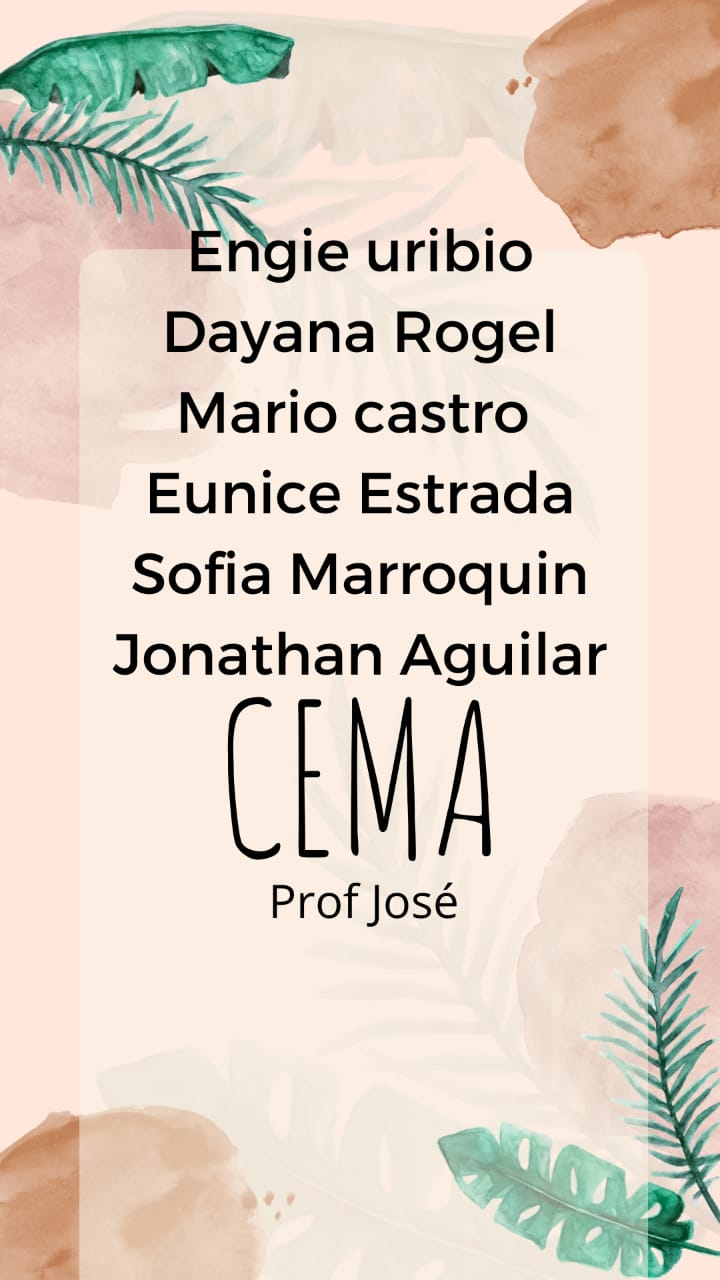 Engie uribio
Dayana Rogel
Mario castro
Eunice Estrada
Sofia Marroquin
Jonathan Aguilar
CEMA
Prof José